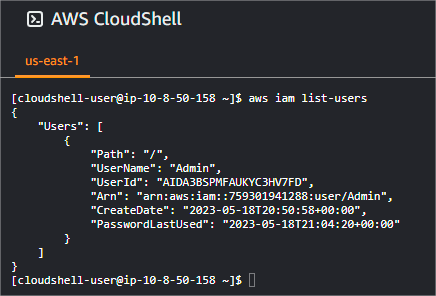 AWS CloudShell
us-east-1
[cloudshell-user@ip-10-8-50-158 ~]$ aws iam list-users
{
    "Users": [
        {
            "Path": "/",
            "UserName": "Admin",
            "UserId": "AIDA3BSPMFAUKYC3HV7FD",
            "Arn": "arn:aws:iam::759301941288:user/Admin",
            "CreateDate": "2023-05-18T20:50:58+00:00",
            "PasswordLastUsed": "2023-05-18T21:04:20+00:00"
        }
    ]
}
[cloudshell-user@ip-10-8-50-158 ~]$